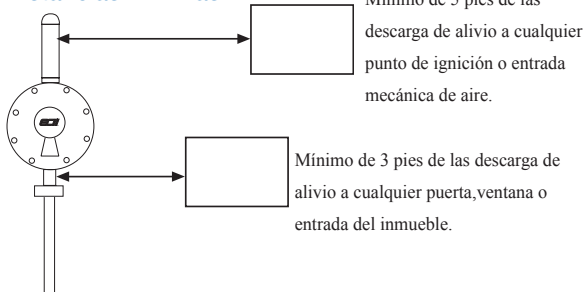 Mínimo de pies de las
descarga de alivio a cualquier
punto de ignición o entrada
mecánica de aire.
Mínimo de 3 pies de las descarga de
alivio a cualquier puerta,ventana o
entrada del inmueble.